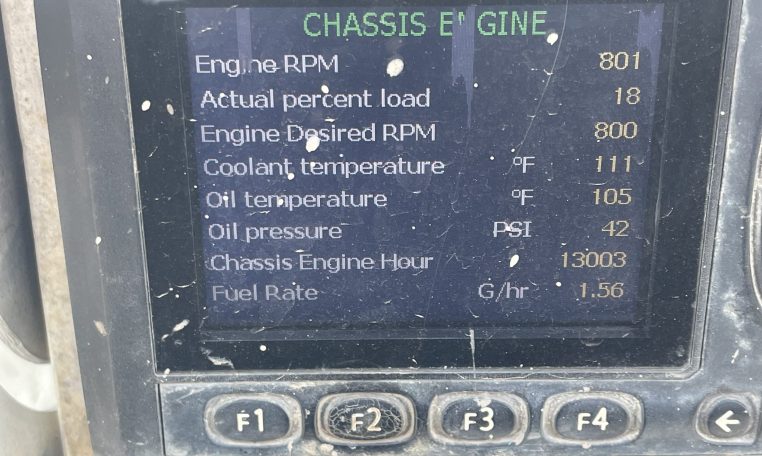 CHASSIS ENGINE
Engine RPM 801
Actual percent load 18
Engine Desired RPM 800
Coolant temperature °F 111
Oil temperature °F 105
Oil pressure PSI 42
Chassis Engine Hour 13003
Fuel Rate G/hr 1.56
F1 F2 F3 F4 ←